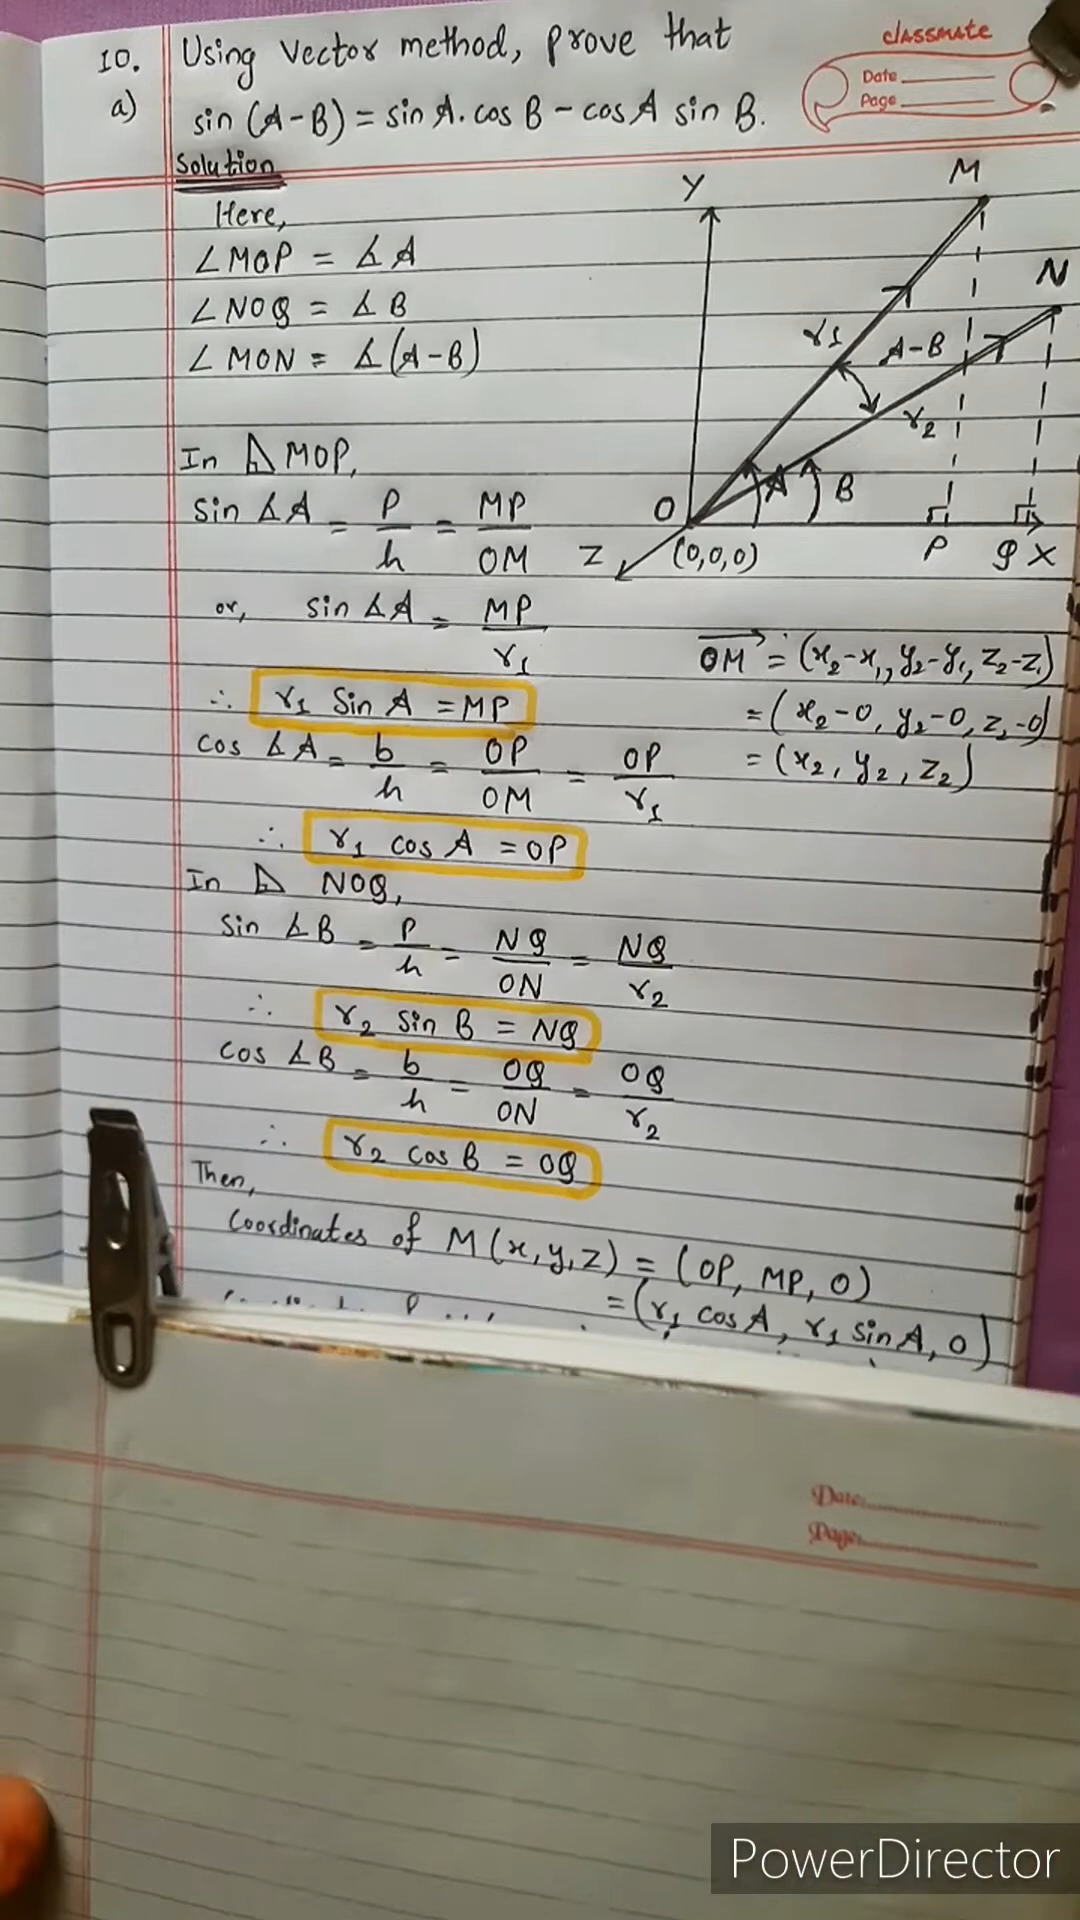 classmate
Date
Page
10. Using Vector method, prove that
a) sin (A-B) = sin A. cos B - cos A sin B.
Solution
Here,
∠MOP = ∡A
∠NOQ = ∡B
∠MON = ∡(A-B)
Y M
N
r1 A-B
r2
O A B
Z (0,0,0) P Q X
In ⊿ MOP,
sin ∡A = P/h = MP/OM
or, sin ∡A = MP/r1
∴ r1 sin A = MP
OM→ = (x2-x1, y2-y1, z2-z1)
= (x2-0, y2-0, z2-0)
= (x2, y2, z2)
cos ∡A = b/h = OP/OM = OP/r1
∴ r1 cos A = OP
In ⊿ NOQ,
sin ∡B = P/h = NQ/ON = NQ/r2
∴ r2 sin B = NQ
cos ∡B = b/h = OQ/ON = OQ/r2
∴ r2 cos B = OQ
Then,
Coordinates of M(x,y,z) = (OP, MP, 0)
= (r1 cos A, r1 sin A, 0)
Date:
Page:
PowerDirector